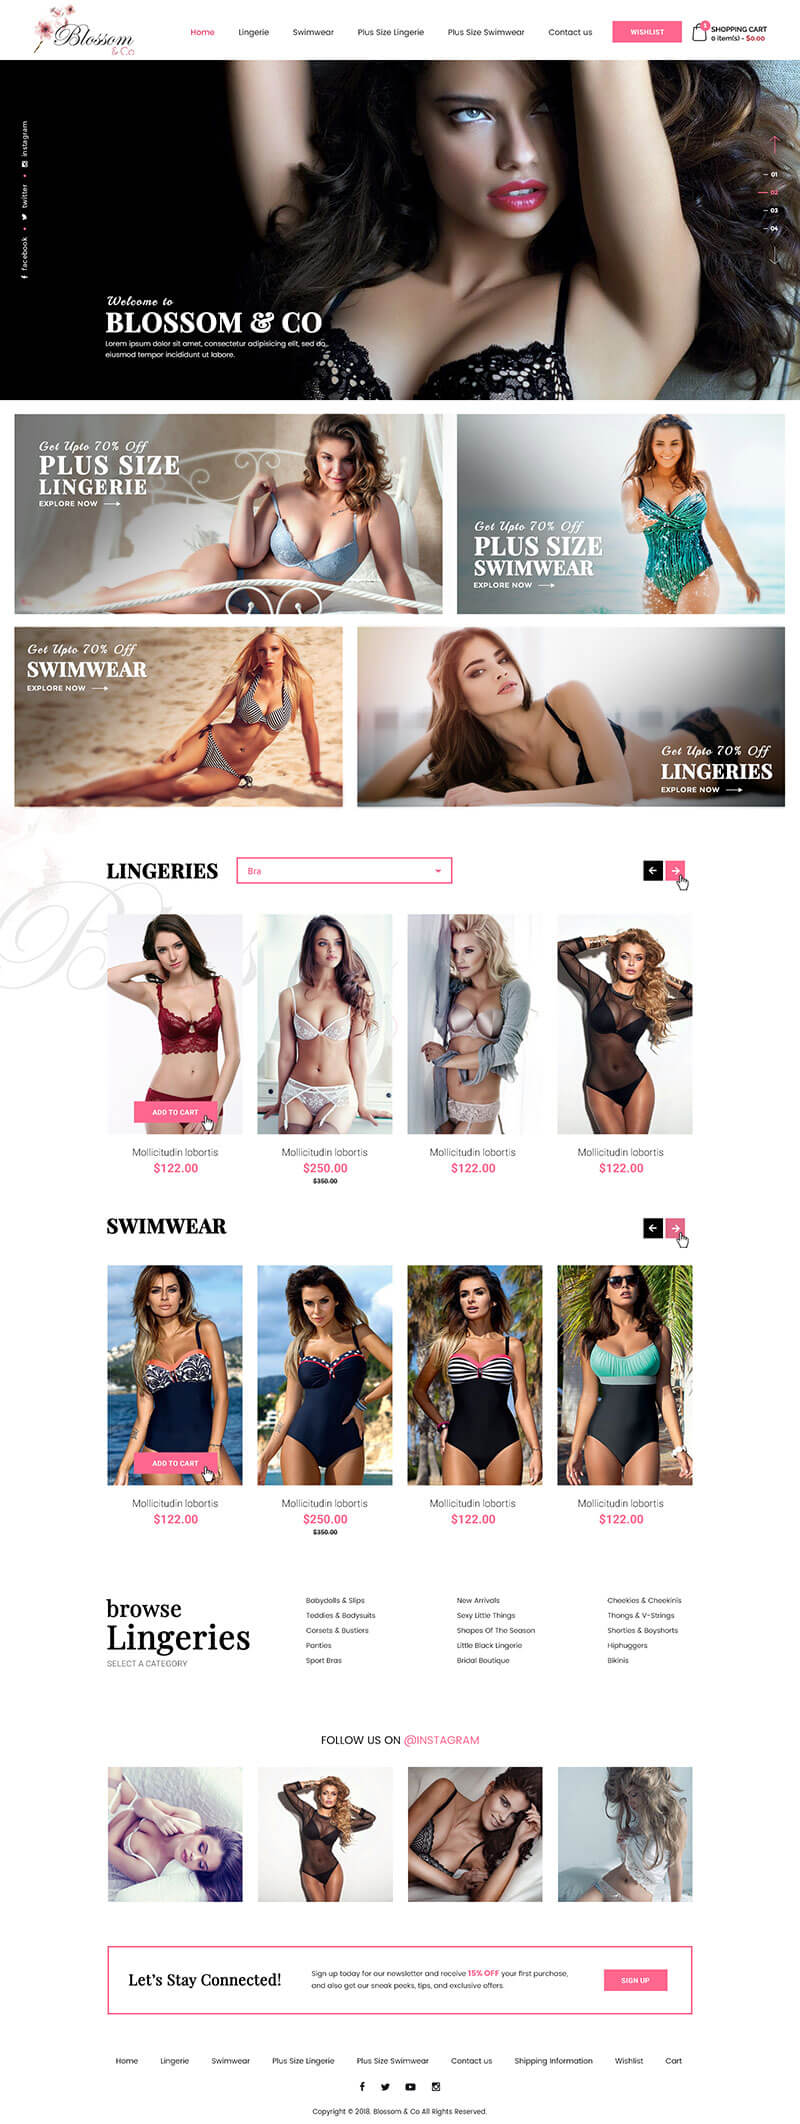 Blossom
& Co
Home Lingerie Swimwear Plus Size Lingerie Plus Size Swimwear Contact us WISHLIST
1 SHOPPING CART
0 item(s) - $0.00
facebook • twitter • instagram
01
02
03
04
Welcome to
BLOSSOM & CO
Lorem ipsum dolor sit amet, consectetur adipisicing elit, sed do
eiusmod tempor incididunt ut labore.
Get Upto 70% Off
PLUS SIZE
LINGERIE
EXPLORE NOW
Get Upto 70% Off
PLUS SIZE
SWIMWEAR
EXPLORE NOW
Get Upto 70% Off
SWIMWEAR
EXPLORE NOW
Get Upto 70% Off
LINGERIES
EXPLORE NOW
LINGERIES Bra
ADD TO CART
Mollicitudin lobortis Mollicitudin lobortis Mollicitudin lobortis Mollicitudin lobortis
$122.00 $250.00 $122.00 $122.00
$350.00
SWIMWEAR
ADD TO CART
Mollicitudin lobortis Mollicitudin lobortis Mollicitudin lobortis Mollicitudin lobortis
$122.00 $250.00 $122.00 $122.00
$350.00
browse
Lingeries
SELECT A CATEGORY
Babydolls & Slips
Teddies & Bodysuits
Corsets & Bustiers
Panties
Sport Bras
New Arrivals
Sexy Little Things
Shapes Of The Season
Little Black Lingerie
Bridal Boutique
Cheekies & Cheekinis
Thongs & V-Strings
Shorties & Boyshorts
Hiphuggers
Bikinis
FOLLOW US ON @INSTAGRAM
Let's Stay Connected!
Sign up today for our newsletter and receive 15% OFF your first purchase,
and also get our sneak peeks, tips, and exclusive offers.
SIGN UP
Home Lingerie Swimwear Plus Size Lingerie Plus Size Swimwear Contact us Shipping Information Wishlist Cart
Copyright © 2018. Blossom & Co All Rights Reserved.